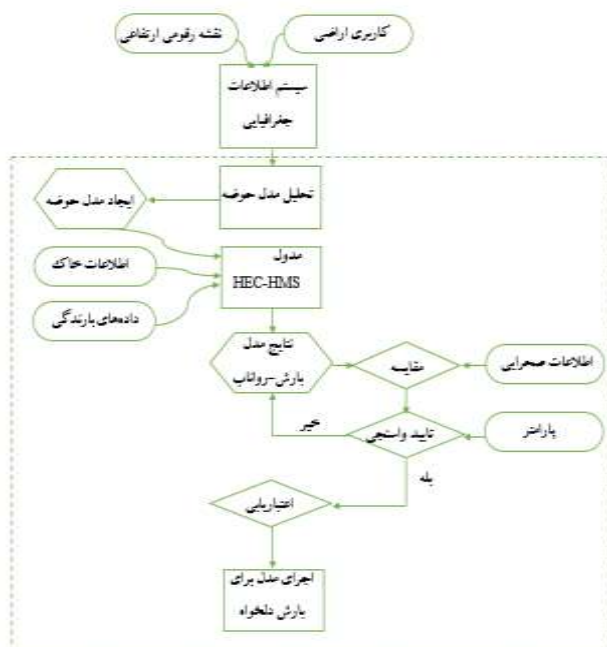 کاربری اراضی
نقشه رقومی ارتفاعی
سیستم اطلاعات
جغرافیایی
تحلیل مدل حوضه
ایجاد مدل حوضه
مدول
HEC-HMS
اطلاعات خاک
داده‌های بارندگی
نتایج مدل
بارش-رواناب
مقایسه
اطلاعات صحرایی
تایید واسنجی
پارامتر
خیر
بله
اعتباریابی
اجرای مدل برای
بارش دلخواه